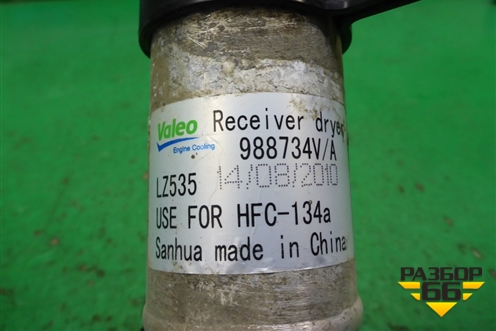 Valeo Receiver dryer
Engine Cooling 988734V/A
LZ535 14/08/2010
USE FOR HFC-134a
Sanhua made in China
РАЗБОР
66